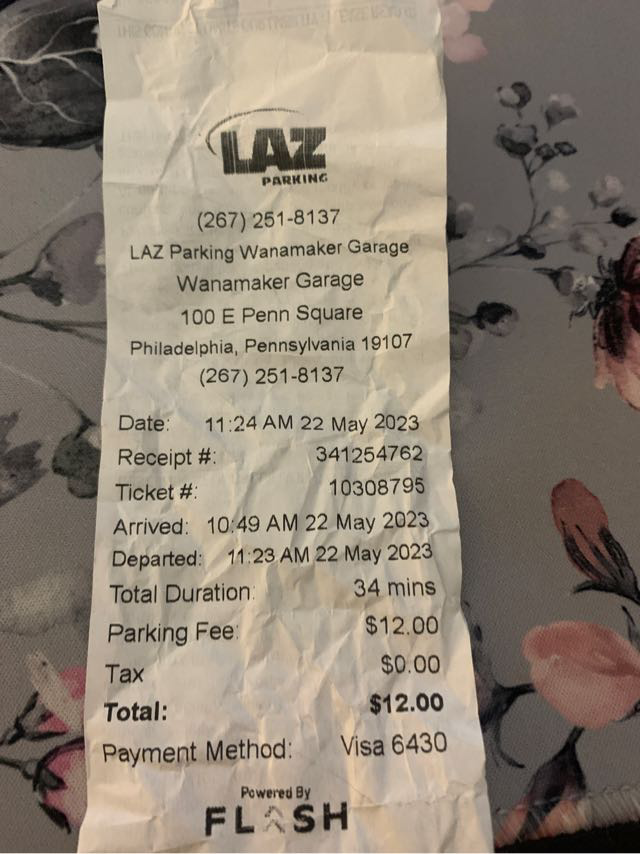 LAZ
PARKING
(267) 251-8137
LAZ Parking Wanamaker Garage
Wanamaker Garage
100 E Penn Square
Philadelphia, Pennsylvania 19107
(267) 251-8137
Date: 11:24 AM 22 May 2023
Receipt #: 341254762
Ticket #: 10308795
Arrived: 10:49 AM 22 May 2023
Departed: 11:23 AM 22 May 2023
Total Duration: 34 mins
Parking Fee: $12.00
Tax $0.00
Total: $12.00
Payment Method: Visa 6430
Powered By
FLASH